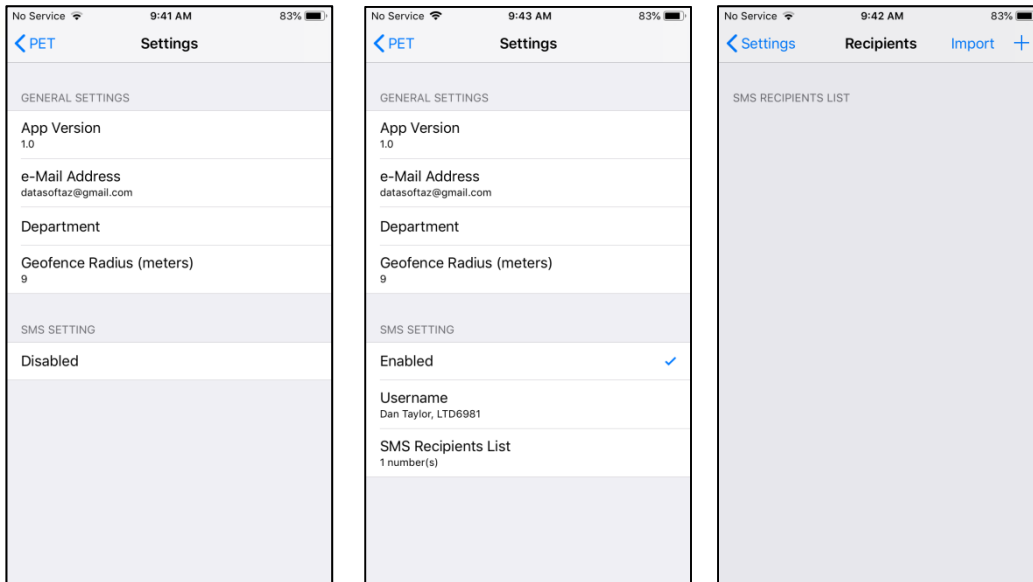 No Service 9:41 AM 83%
PET Settings
GENERAL SETTINGS
App Version
1.0
e-Mail Address
datasoftaz@gmail.com
Department
Geofence Radius (meters)
9
SMS SETTING
Disabled
No Service 9:43 AM 83%
PET Settings
GENERAL SETTINGS
App Version
1.0
e-Mail Address
datasoftaz@gmail.com
Department
Geofence Radius (meters)
9
SMS SETTING
Enabled
Username
Dan Taylor, LTD6981
SMS Recipients List
1 number(s)
No Service 9:42 AM 83%
Settings Recipients Import +
SMS RECIPIENTS LIST